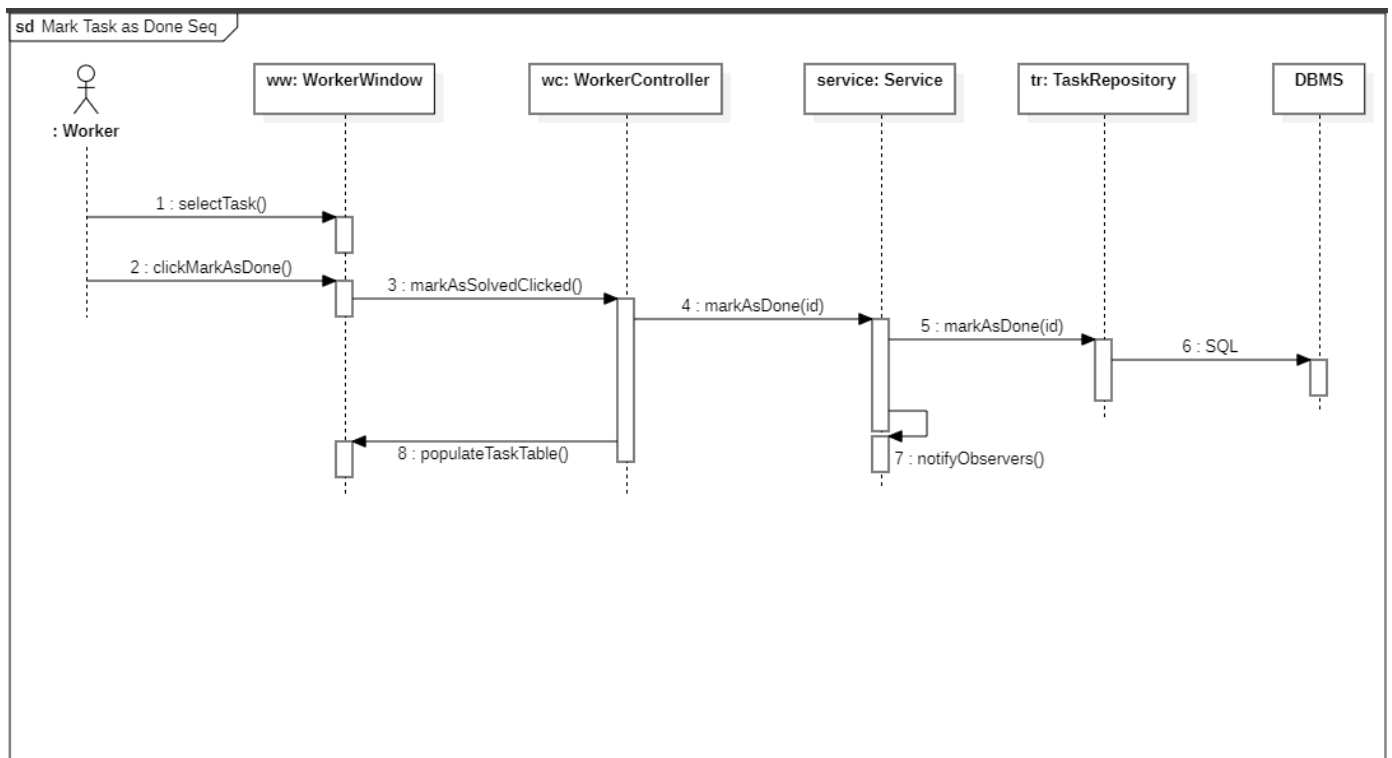 sd Mark Task as Done Seq
: Worker
ww: WorkerWindow
wc: WorkerController
service: Service
tr: TaskRepository
DBMS
1 : selectTask()
2 : clickMarkAsDone()
3 : markAsSolvedClicked()
4 : markAsDone(id)
5 : markAsDone(id)
6 : SQL
7 : notifyObservers()
8 : populateTaskTable()